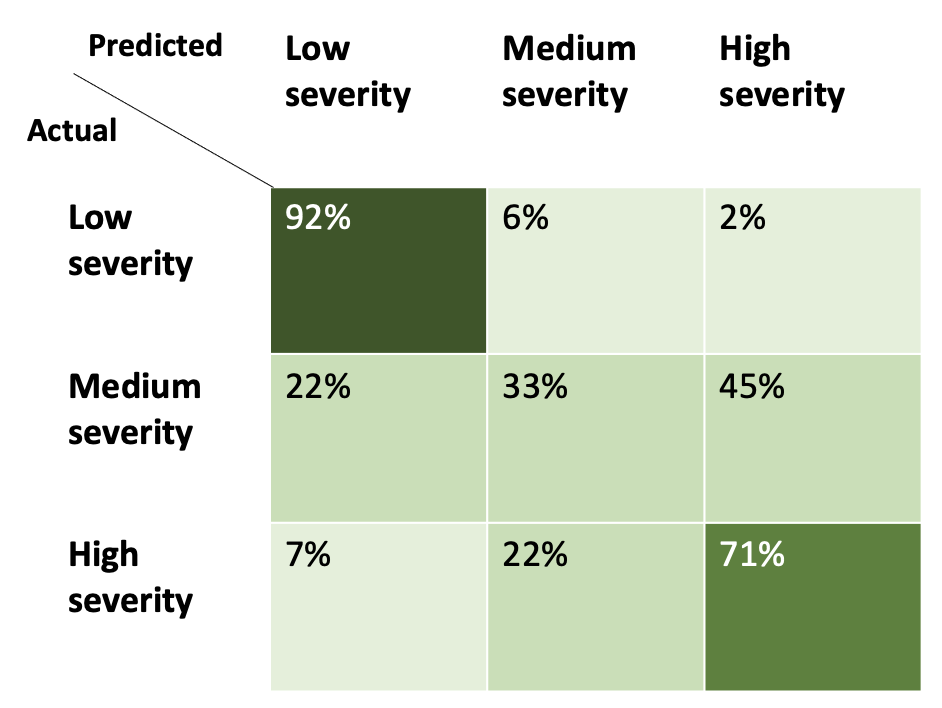 Predicted
Low
severity
Medium
severity
High
severity
Actual
Low
severity
92%
6%
2%
Medium
severity
22%
33%
45%
High
severity
7%
22%
71%